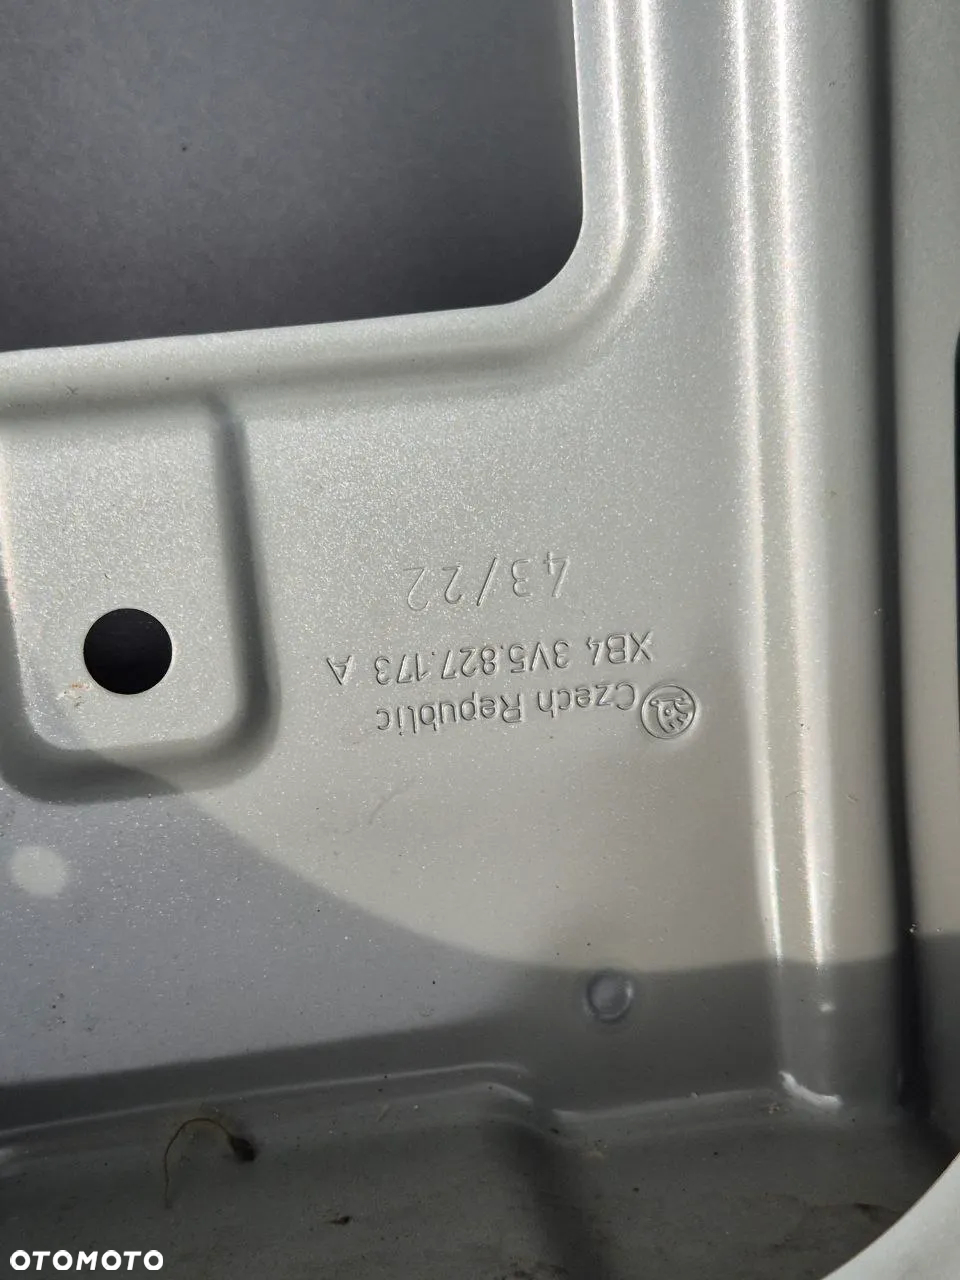 Czech Republic
XB4 3V5.827.173 A
43/22
OTOMOTO